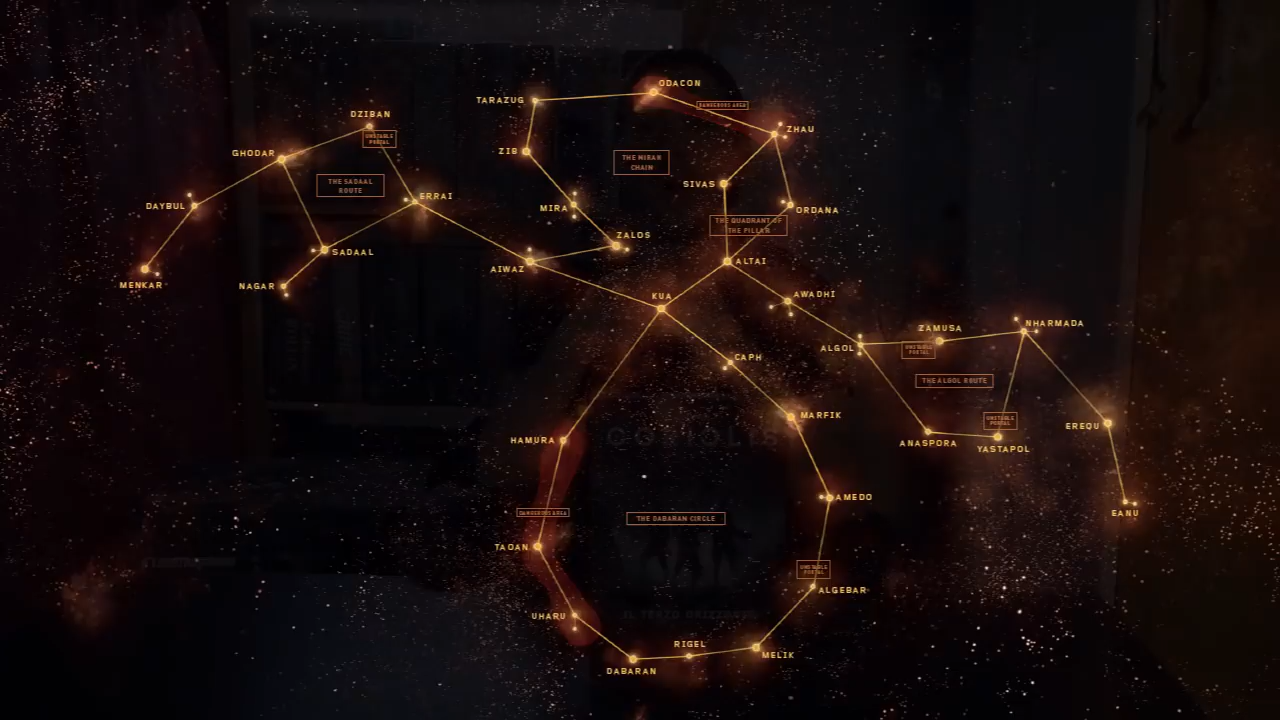 ODACON
TARAZUG
DANGEROUS AREA
DZIBAN
ZHAU
UNSTABLE
PORTAL
GHODAR
ZIB
THE MIRAN
CHAIN
THE SADAAL
ROUTE
SIVAS
ERRAI
DAYBUL
MIRA
ORDANA
THE QUADRANT OF
THE PILLAR
ZALOS
SADAAL
ALTAI
AIWAZ
MENKAR
NAGAR
KUA
AWADHI
NHARMADA
ZAMUSA
ALGOL
UNSTABLE
PORTAL
CAPH
THE ALGOL ROUTE
MARFIK
UNSTABLE
PORTAL
EREQU
CORIOLIS
HAMURA
ANASPORA
YASTAPOL
AMEDO
DANGEROUS AREA
THE DABARAN CIRCLE
EANU
TAOAN
UNSTABLE
PORTAL
ALGEBAR
UHARU
RIGEL
MELIK
DABARAN